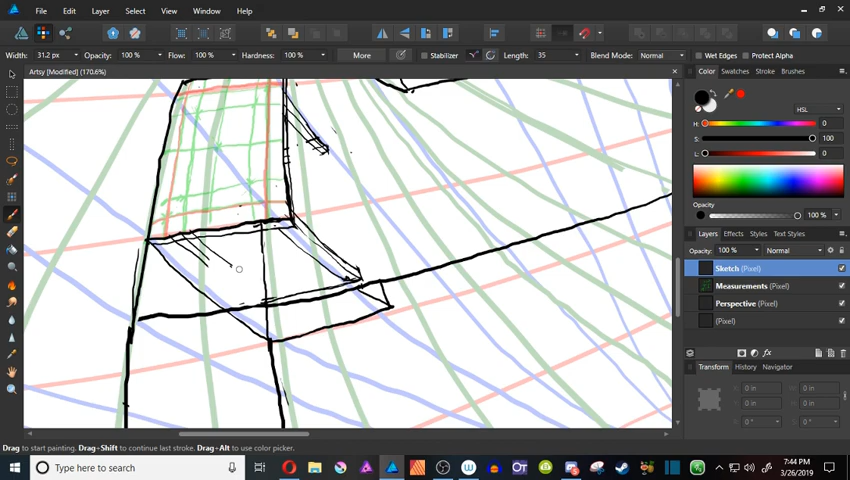 File Edit Layer Select View Window Help
Width: 31.2 px Opacity: 100 % Flow: 100 % Hardness: 100 % More Stabilizer Length: 35 Blend Mode: Normal Wet Edges Protect Alpha
Artsy [Modified] (170.6%)
Color Swatches Stroke Brushes
HSL
H: 0
S: 100
L: 0
Opacity
100 %
Layers Effects Styles Text Styles
Opacity: 100 % Normal
Sketch (Pixel)
Measurements (Pixel)
Perspective (Pixel)
(Pixel)
Transform History Navigator
X: 0 in W: 0 in
Y: 0 in H: 0 in
R: 0 ° S: 0 °
Drag to start painting. Drag+Shift to continue last stroke. Drag+Alt to use color picker.
Type here to search
7:44 PM
3/26/2019